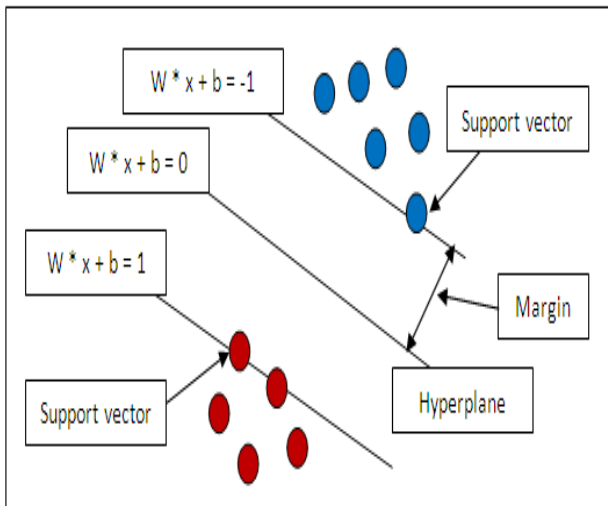 W * x + b = -1
Support vector
W * x + b = 0
W * x + b = 1
Margin
Support vector
Hyperplane